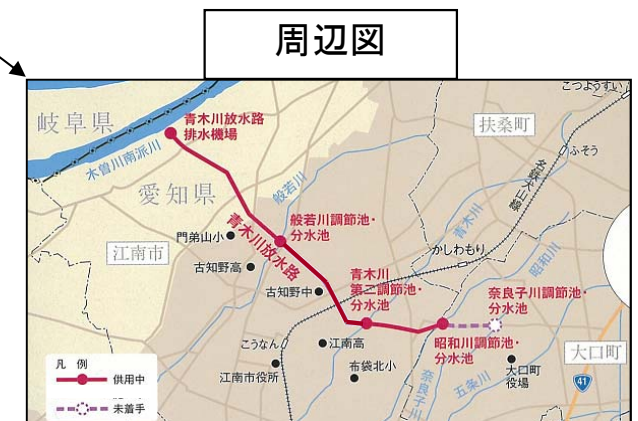 周辺図
こつようすい
岐阜県
青木川放水路
排水機場
扶桑町
木曽川南派川
ふそう
愛知県
般若川
名鉄犬山線
青木川放水路
般若川調節池・
分水池
青木川
門弟山小
江南市
かしわもり
昭和川
古知野高
青木川
第二調節池・
分水池
古知野中
奈良子川調節池・
分水池
こうなん
江南高
昭和川調節池・
分水池
大口町
凡 例
供用中
江南市役所
布袋北小
奈良子川
五条川
大口町
役場
41
未着手